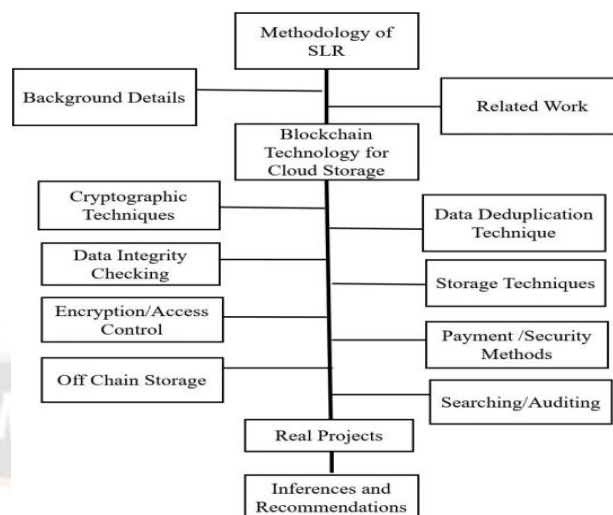 Methodology of
SLR
Background Details
Related Work
Blockchain
Technology for
Cloud Storage
Cryptographic
Techniques
Data Deduplication
Technique
Data Integrity
Checking
Storage Techniques
Encryption/Access
Control
Payment /Security
Methods
Off Chain Storage
Searching/Auditing
Real Projects
Inferences and
Recommendations